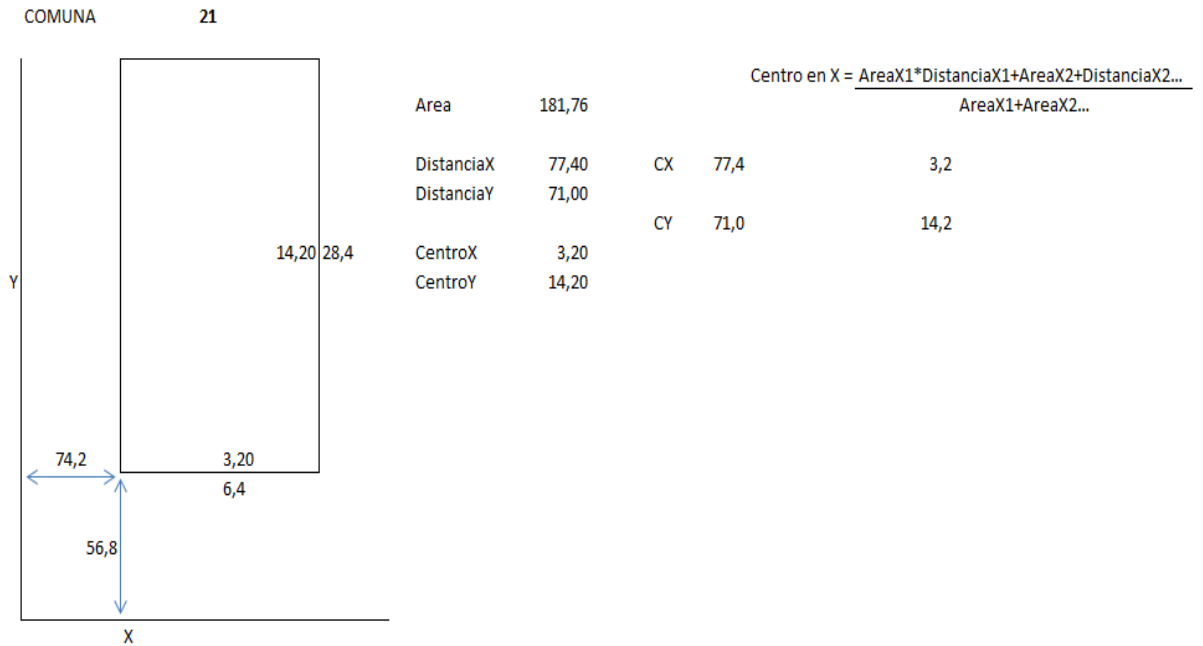 COMUNA 21
Centro en X = AreaX1*DistanciaX1+AreaX2+DistanciaX2...
AreaX1+AreaX2...
Area 181,76
DistanciaX 77,40 CX 77,4 3,2
DistanciaY 71,00
CY 71,0 14,2
14,20 28,4 CentroX 3,20
Y CentroY 14,20
74,2 3,20
6,4
56,8
X